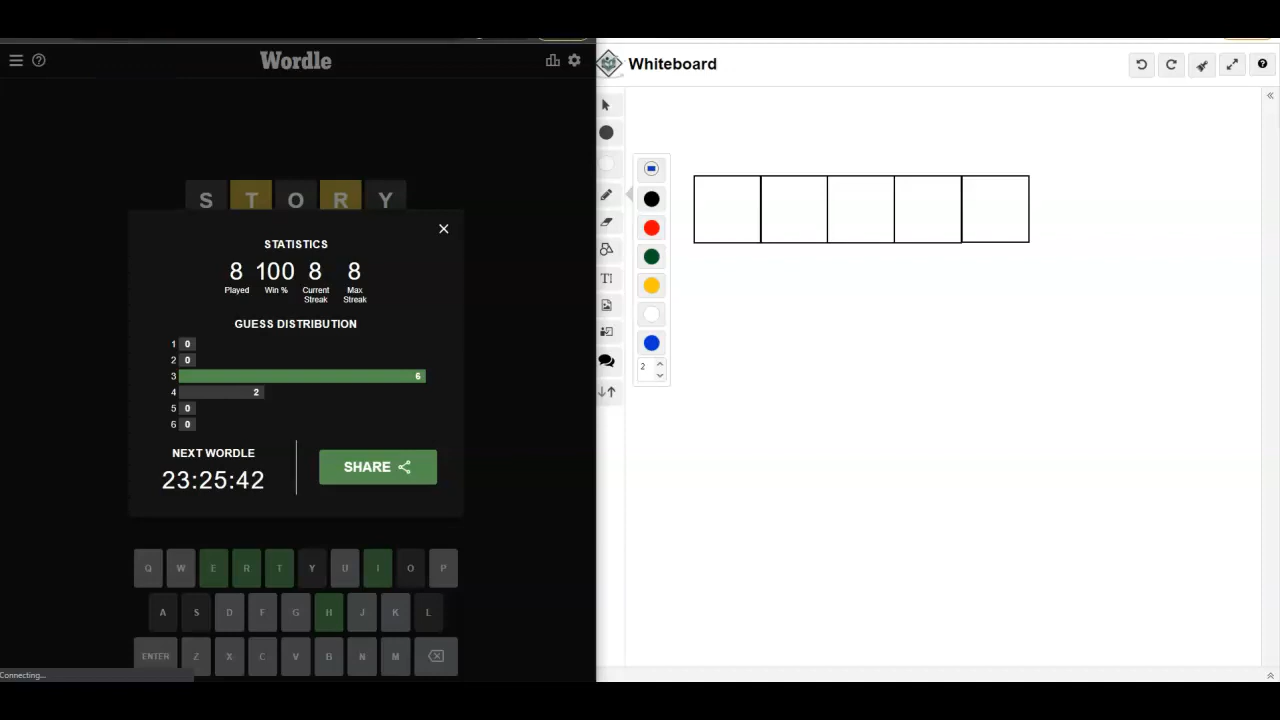 Wordle
Whiteboard
S T O R Y
STATISTICS
8 100 8 8
Played Win % Current Streak Max Streak
GUESS DISTRIBUTION
1 0
2 0
3 6
4 2
5 0
6 0
NEXT WORDLE
23:25:42
SHARE
Q W E R T Y U I O P
A S D F G H J K L
ENTER Z X C V B N M
Connecting...
2
T